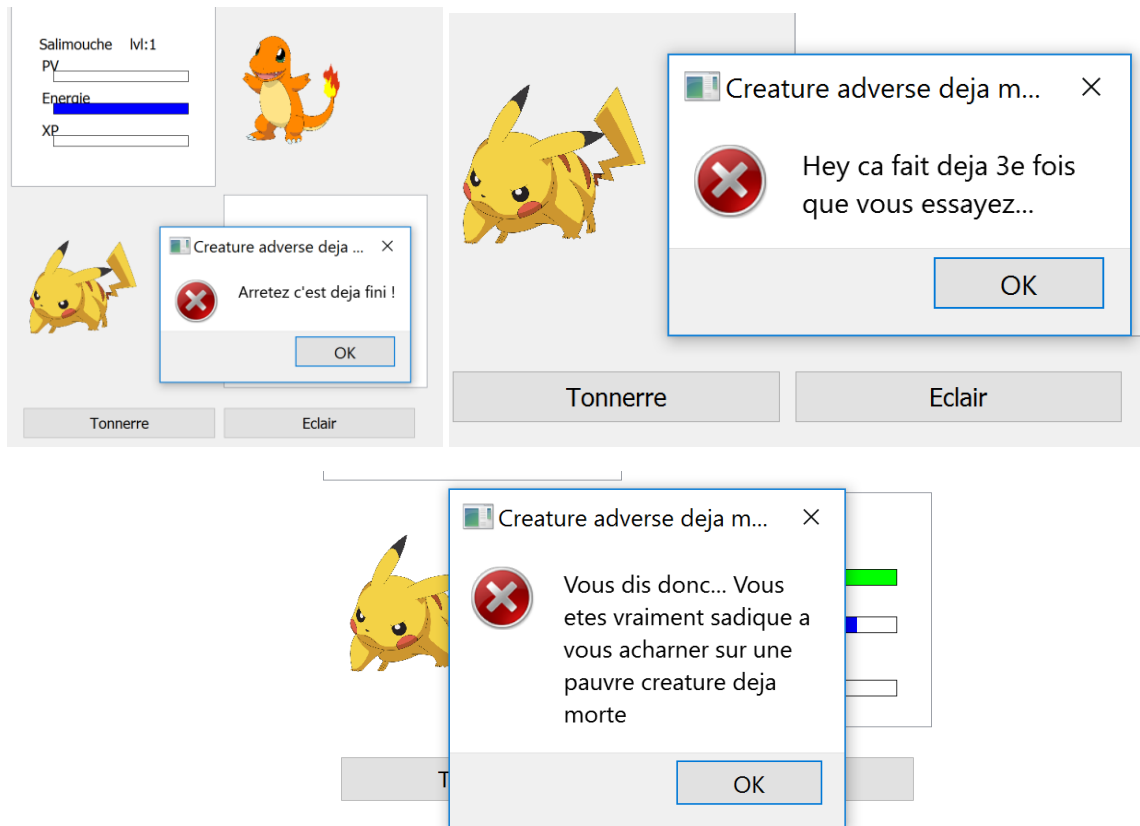 Salimouche lvl:1
PV
Energie
XP
Creature adverse deja ...
Arretez c'est deja fini !
OK
Tonnerre Eclair
Creature adverse deja m...
Hey ca fait deja 3e fois
que vous essayez...
OK
Tonnerre Eclair
Creature adverse deja m...
Vous dis donc... Vous
etes vraiment sadique a
vous acharner sur une
pauvre creature deja
morte
OK
T